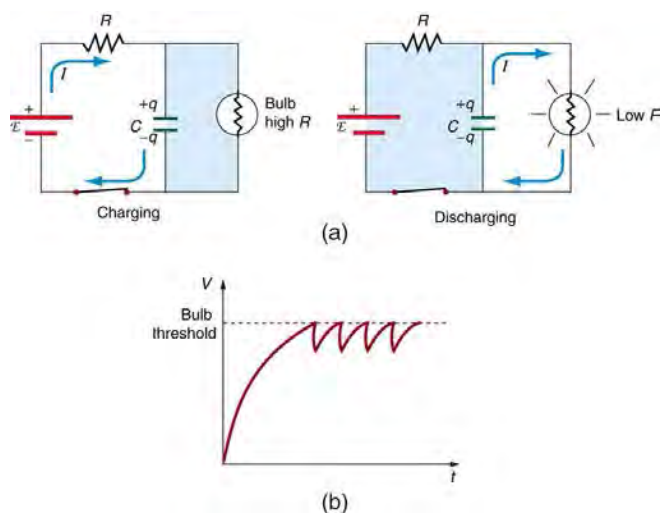 R
I
+
ℰ
−
+q
C
−q
Bulb
high R
Charging
R
I
+
ℰ
−
+q
C
−q
Low
Discharging
(a)
V
Bulb
threshold
t
(b)